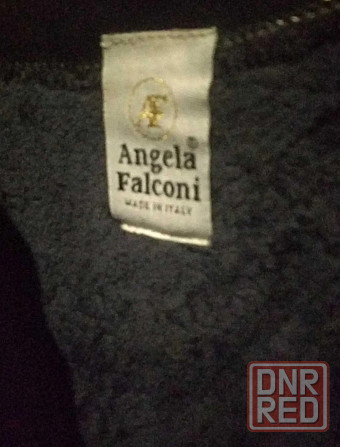 AF
®
Angela
Falconi
MADE IN ITALY
DNR
RED